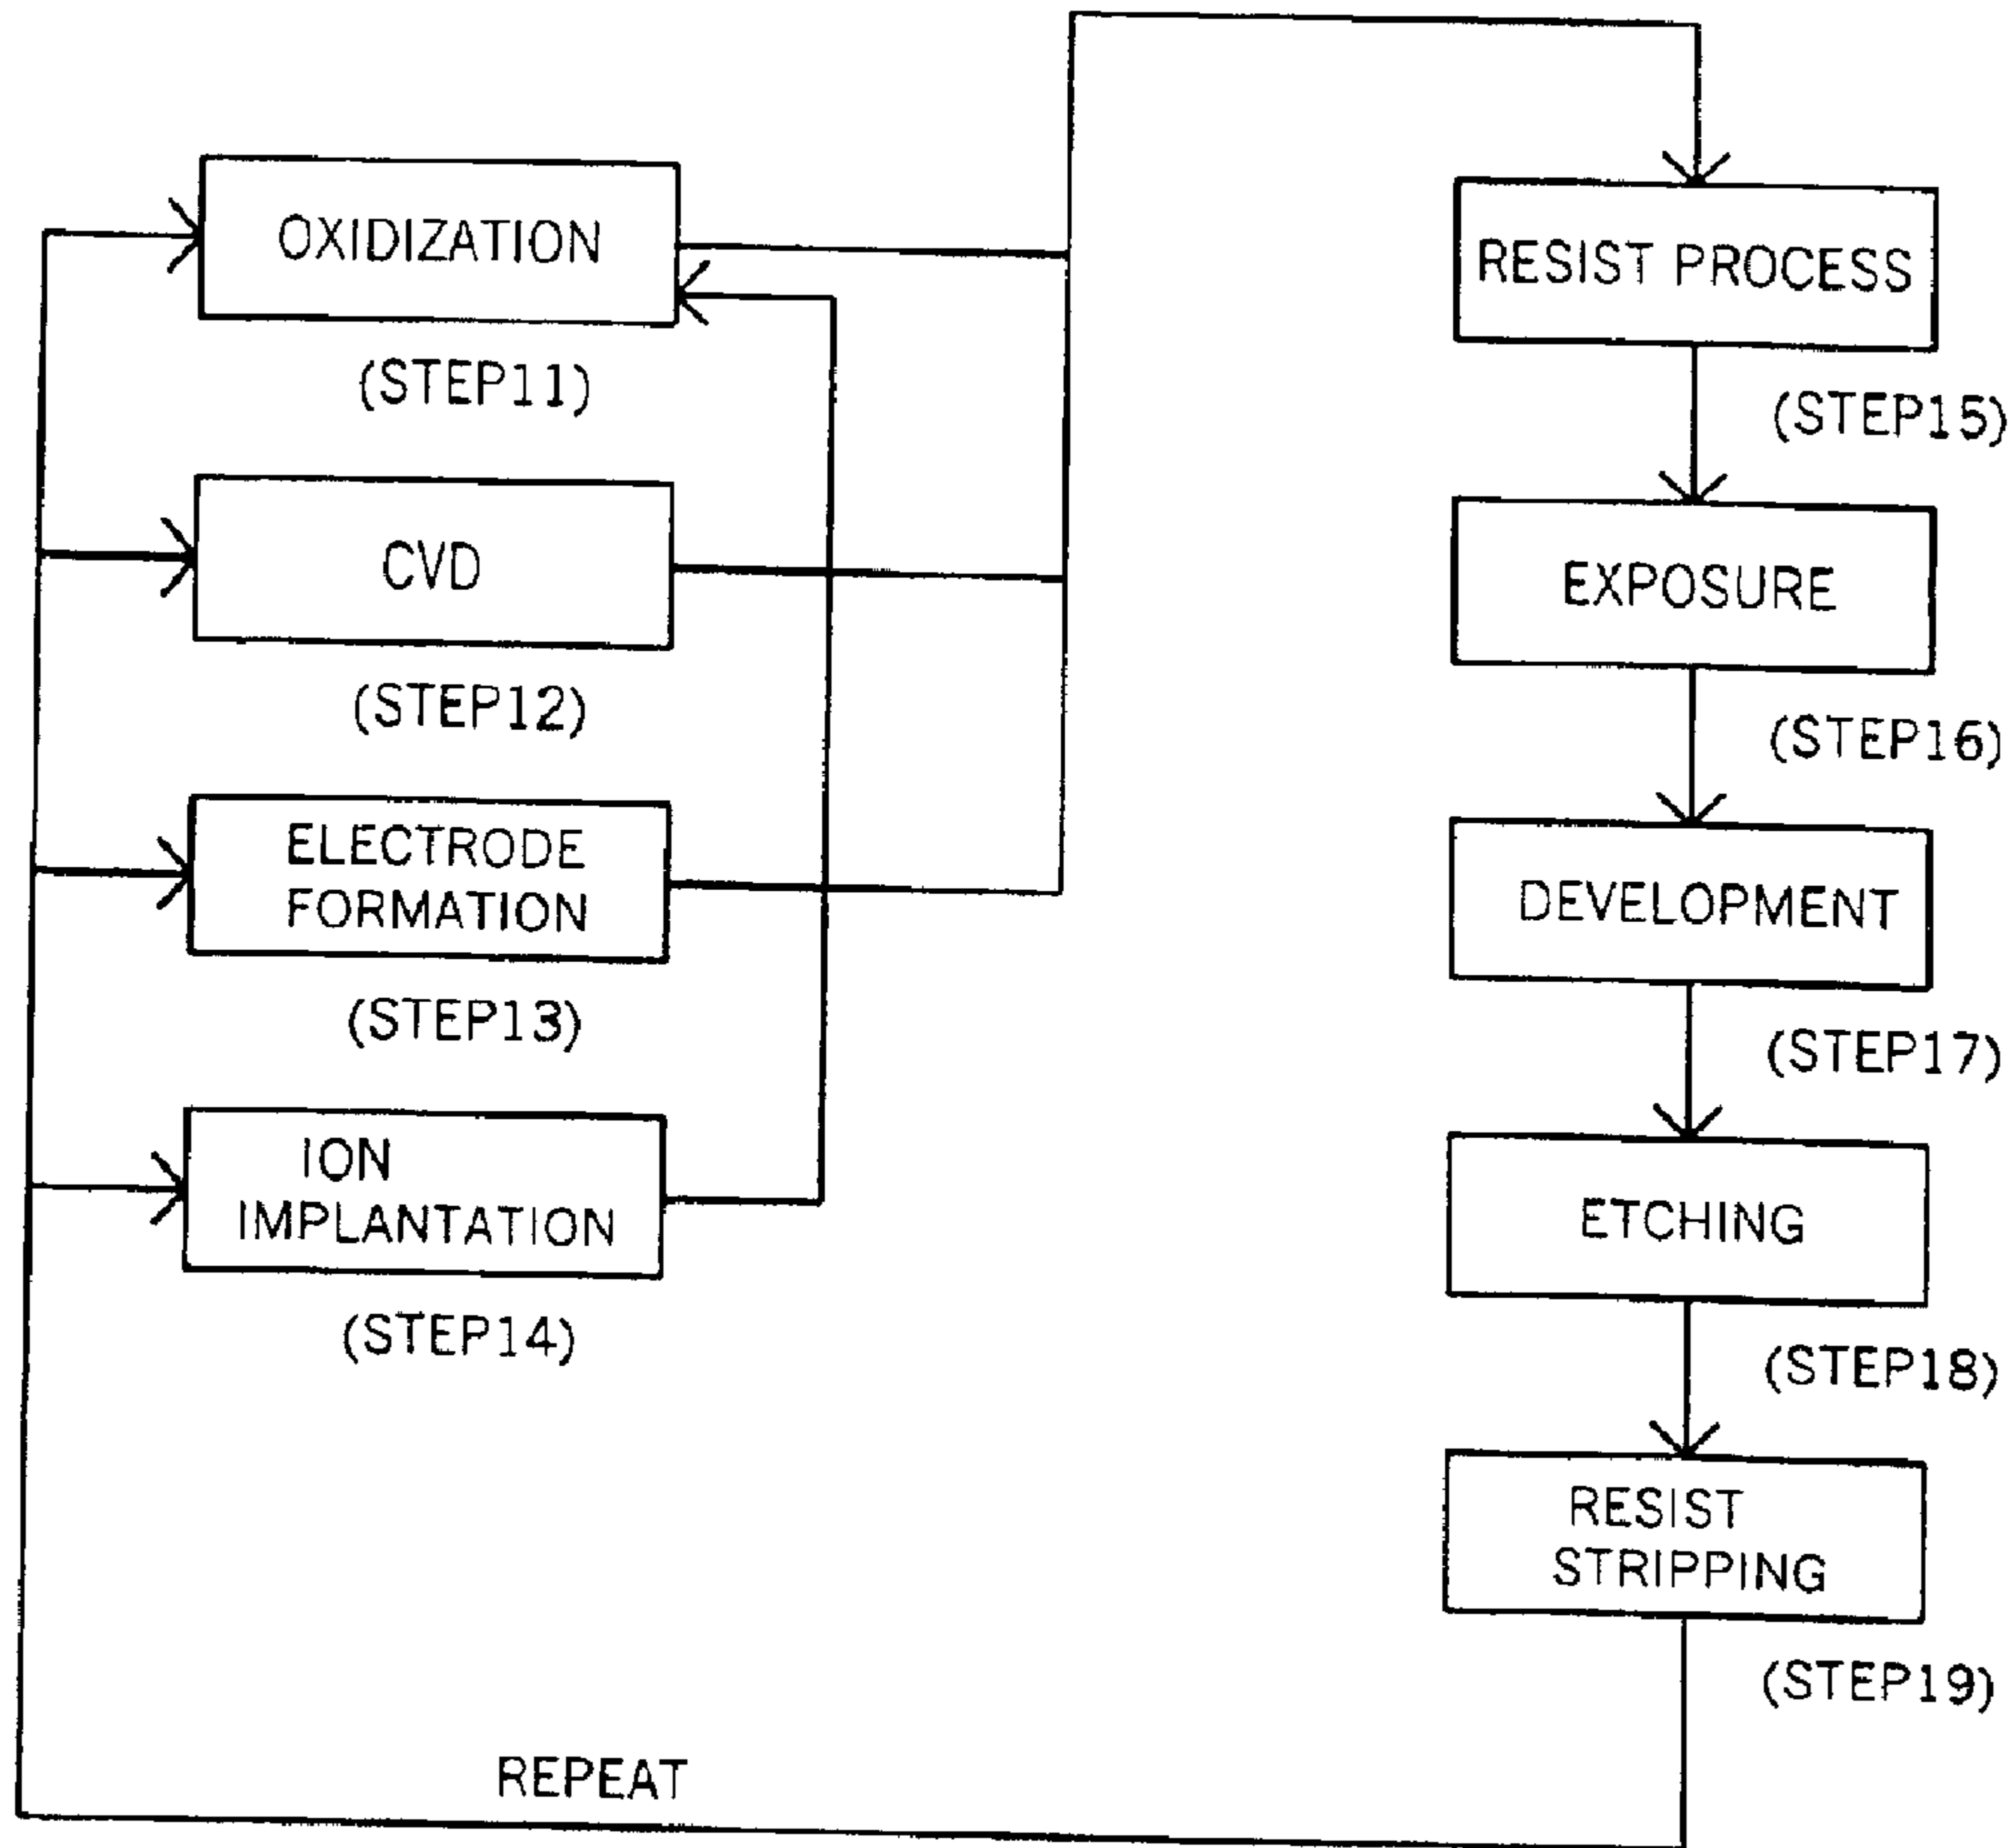 OXIDIZATION
(STEP11)
CVD
(STEP12)
ELECTRODE
FORMATION
(STEP13)
ION
IMPLANTATION
(STEP14)
RESIST PROCESS
(STEP15)
EXPOSURE
(STEP16)
DEVELOPMENT
(STEP17)
ETCHING
(STEP18)
RESIST
STRIPPING
(STEP19)
REPEAT